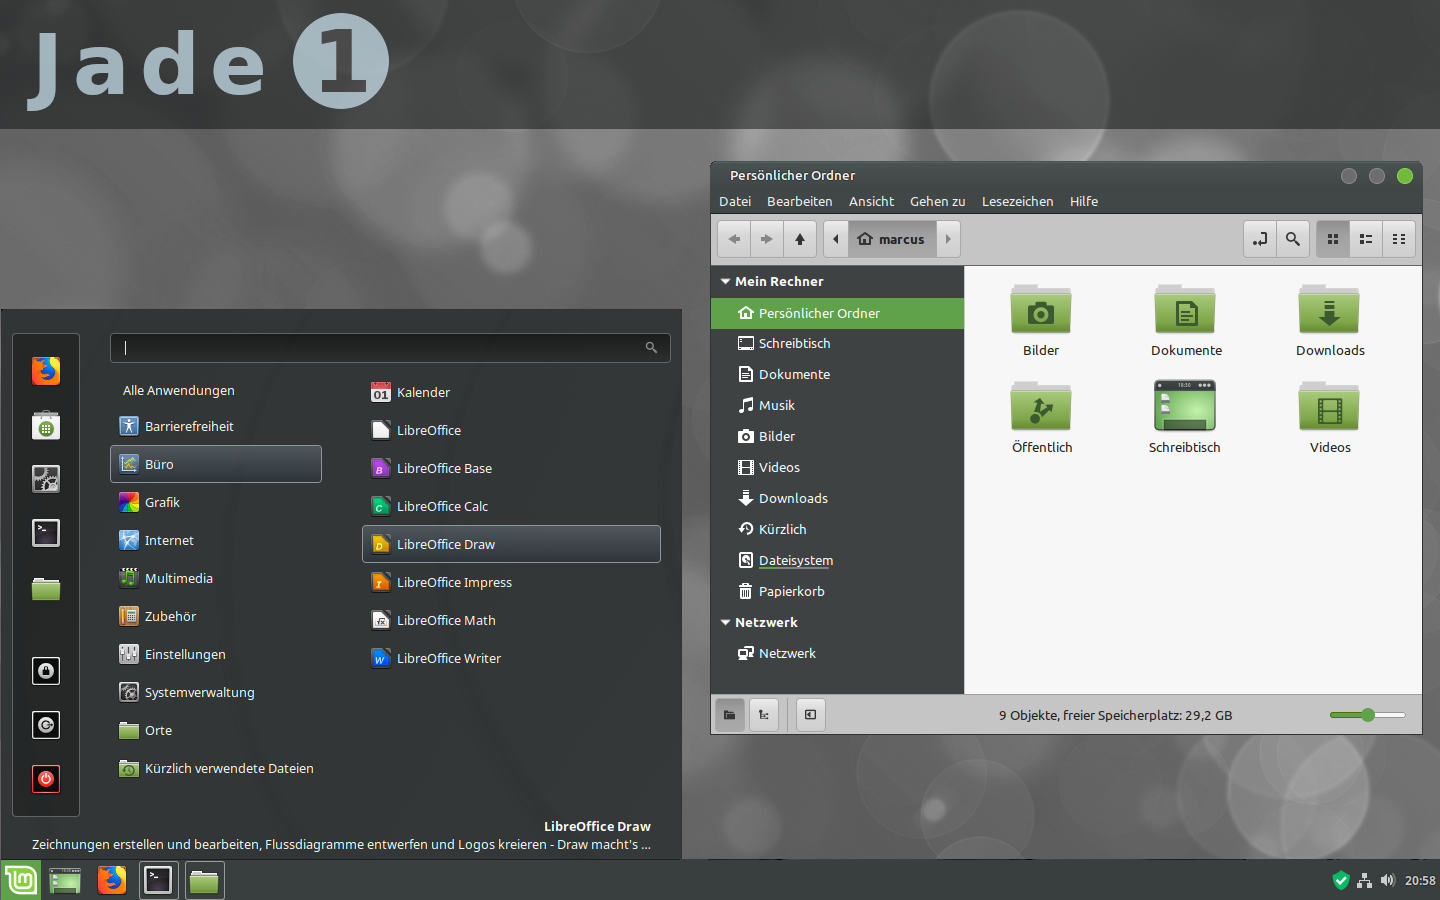 Jade 1
Persönlicher Ordner
Datei Bearbeiten Ansicht Gehen zu Lesezeichen Hilfe
marcus
Mein Rechner
Persönlicher Ordner
Schreibtisch
Dokumente
Musik
Bilder
Videos
Downloads
Kürzlich
Dateisystem
Papierkorb
Netzwerk
Netzwerk
Bilder Dokumente Downloads
Öffentlich Schreibtisch Videos
9 Objekte, freier Speicherplatz: 29,2 GB
Alle Anwendungen
Barrierefreiheit
Büro
Grafik
Internet
Multimedia
Zubehör
Einstellungen
Systemverwaltung
Orte
Kürzlich verwendete Dateien
01 Kalender
LibreOffice
LibreOffice Base
LibreOffice Calc
LibreOffice Draw
LibreOffice Impress
LibreOffice Math
LibreOffice Writer
LibreOffice Draw
Zeichnungen erstellen und bearbeiten, Flussdiagramme entwerfen und Logos kreieren - Draw macht's ...
20:58